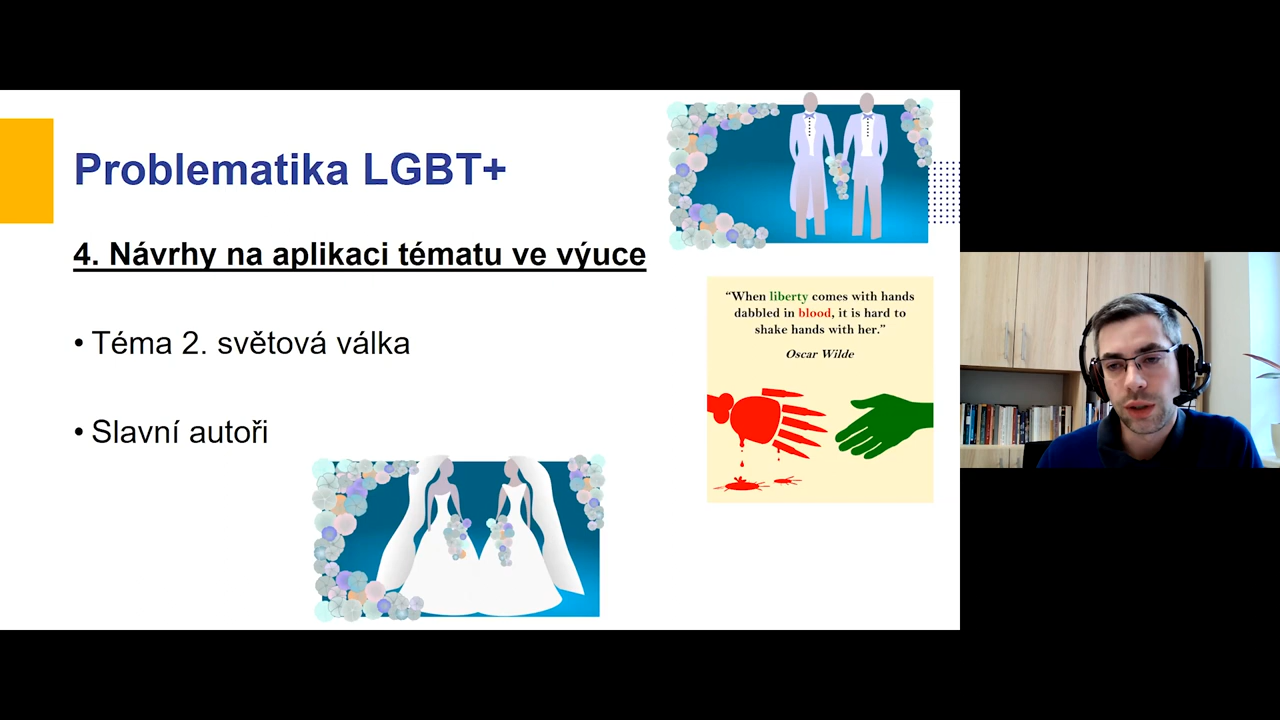 Problematika LGBT+
4. Návrhy na aplikaci tématu ve výuce
• Téma 2. světová válka
• Slavní autoři
“When liberty comes with hands
dabbled in blood, it is hard to
shake hands with her.”
Oscar Wilde